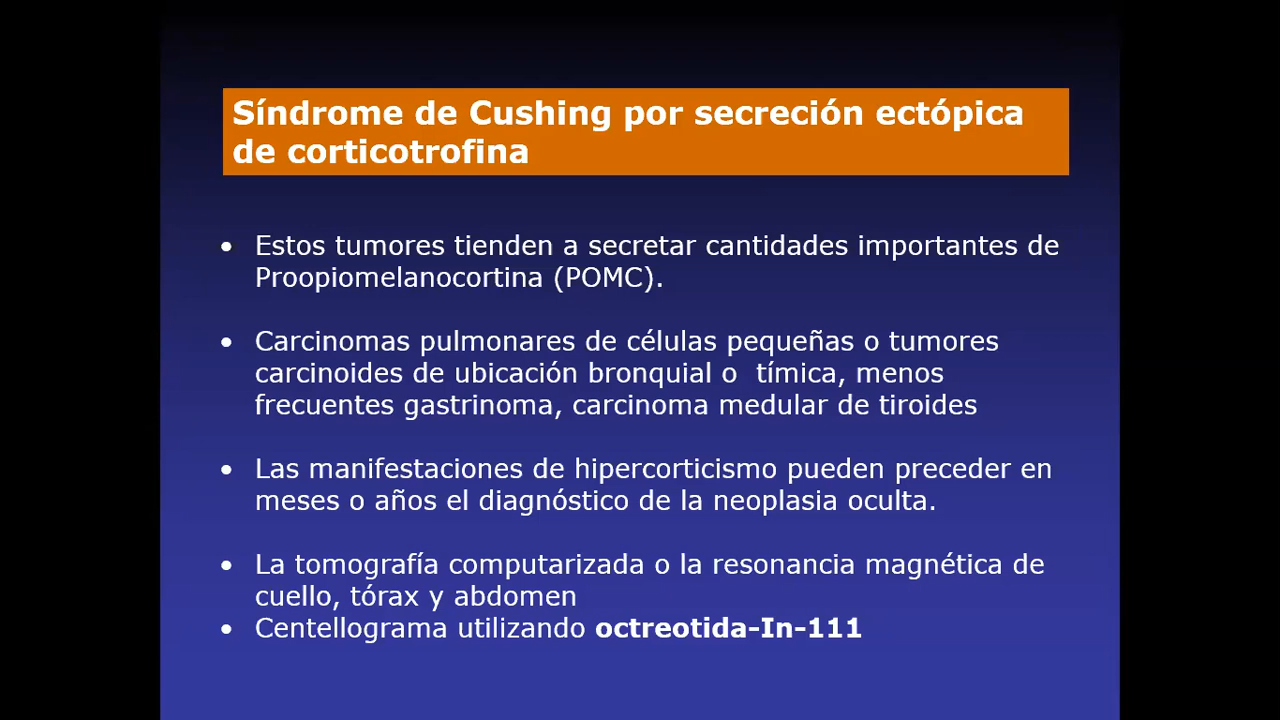 Síndrome de Cushing por secreción ectópica
de corticotrofina
• Estos tumores tienden a secretar cantidades importantes de
Proopiomelanocortina (POMC).
• Carcinomas pulmonares de células pequeñas o tumores
carcinoides de ubicación bronquial o  tímica, menos
frecuentes gastrinoma, carcinoma medular de tiroides
• Las manifestaciones de hipercorticismo pueden preceder en
meses o años el diagnóstico de la neoplasia oculta.
• La tomografía computarizada o la resonancia magnética de
cuello, tórax y abdomen
• Centellograma utilizando octreotida-In-111